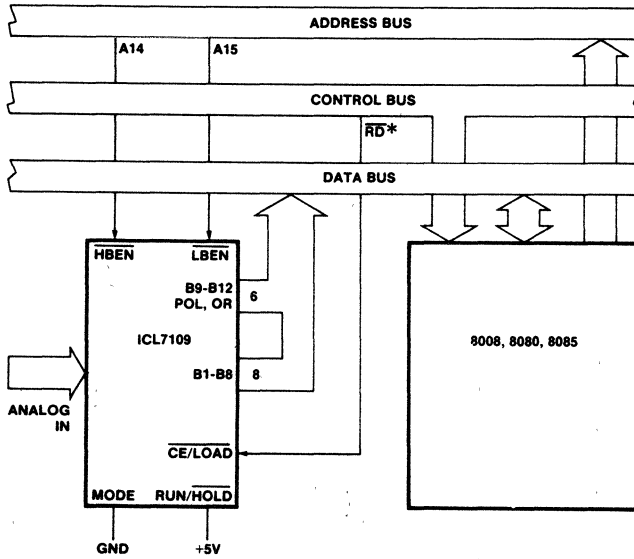 ADDRESS BUS
A14 A15
CONTROL BUS
RD*
DATA BUS
HBEN LBEN
B9-B12
POL, OR 6
ICL7109
8008, 8080, 8085
B1-B8 8
ANALOG
IN
CE/LOAD
MODE RUN/HOLD
GND +5V